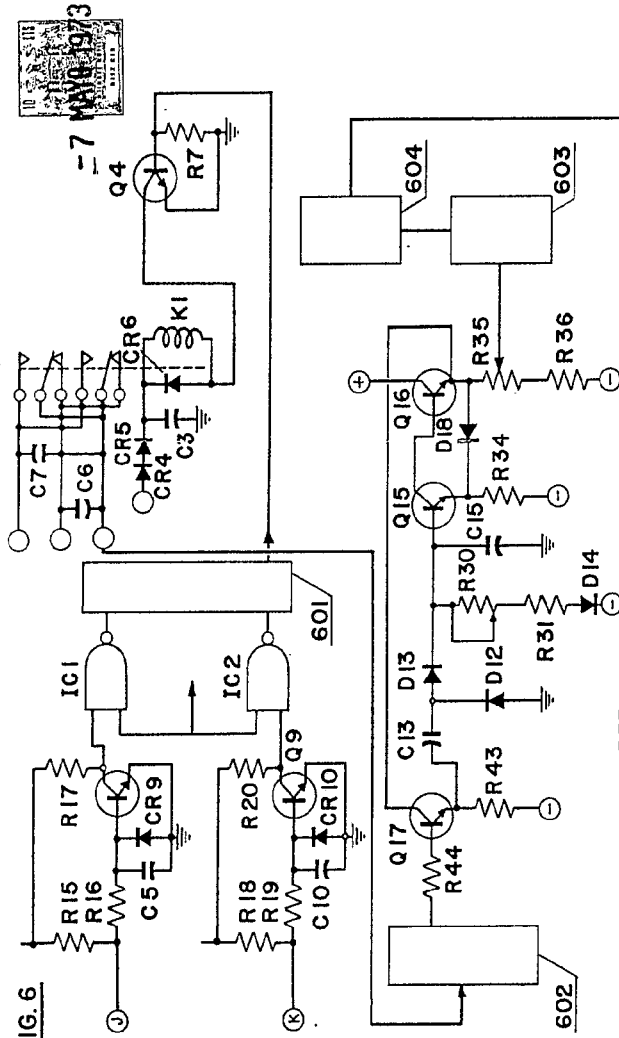 IG. 6
-7 MAYO 1973
J
R15
R16
R17
C5
CR9
K
R18
R19
R20
Q9
C10
CR10
IC1
IC2
601
C7
C6
CR4
CR5
C3
CR6
K1
Q4
R7
602
R44
Q17
R43
C13
D12
D13
R30
R31
D14
C15
Q15
R34
D18
Q16
R35
R36
603
604
+
-
-
-
-